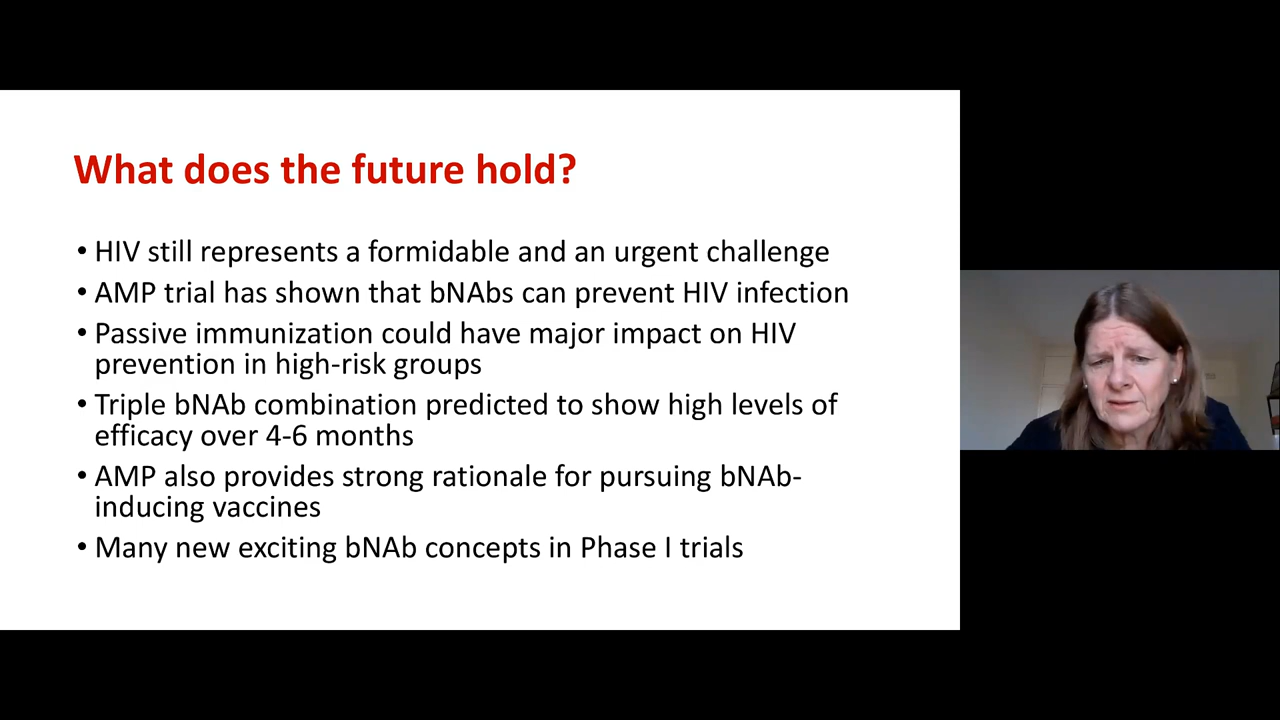 What does the future hold?
• HIV still represents a formidable and an urgent challenge
• AMP trial has shown that bNAbs can prevent HIV infection
• Passive immunization could have major impact on HIV
prevention in high-risk groups
• Triple bNAb combination predicted to show high levels of
efficacy over 4-6 months
• AMP also provides strong rationale for pursuing bNAb-
inducing vaccines
• Many new exciting bNAb concepts in Phase I trials